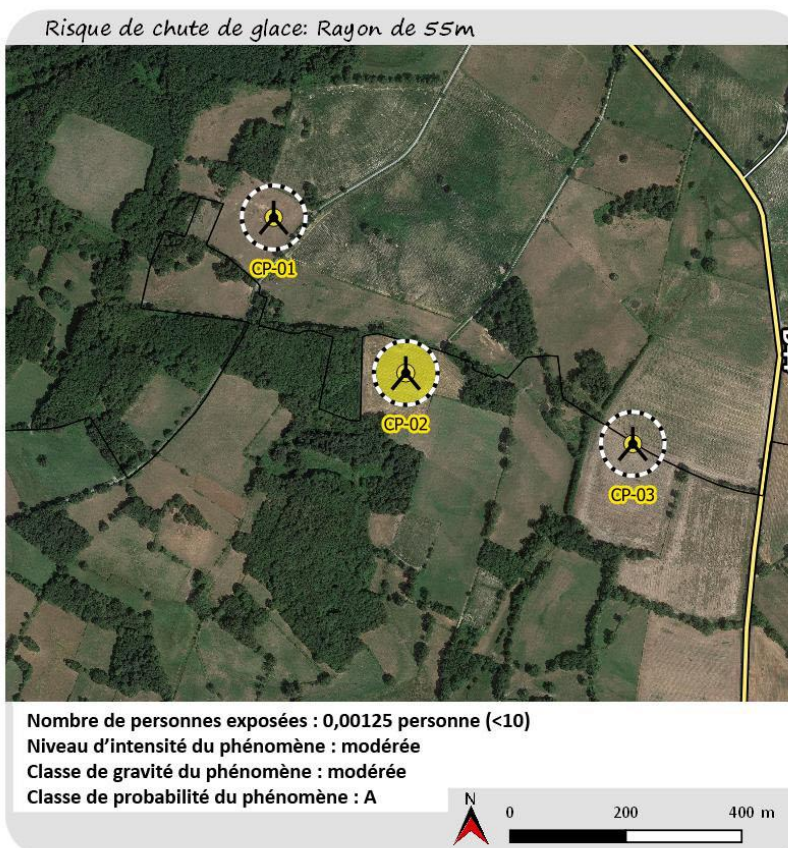 Risque de chute de glace: Rayon de 55m
CP-01
CP-02
CP-03
Nombre de personnes exposées : 0,00125 personne (<10)
Niveau d'intensité du phénomène : modérée
Classe de gravité du phénomène : modérée
Classe de probabilité du phénomène : A
N
0 200 400 m